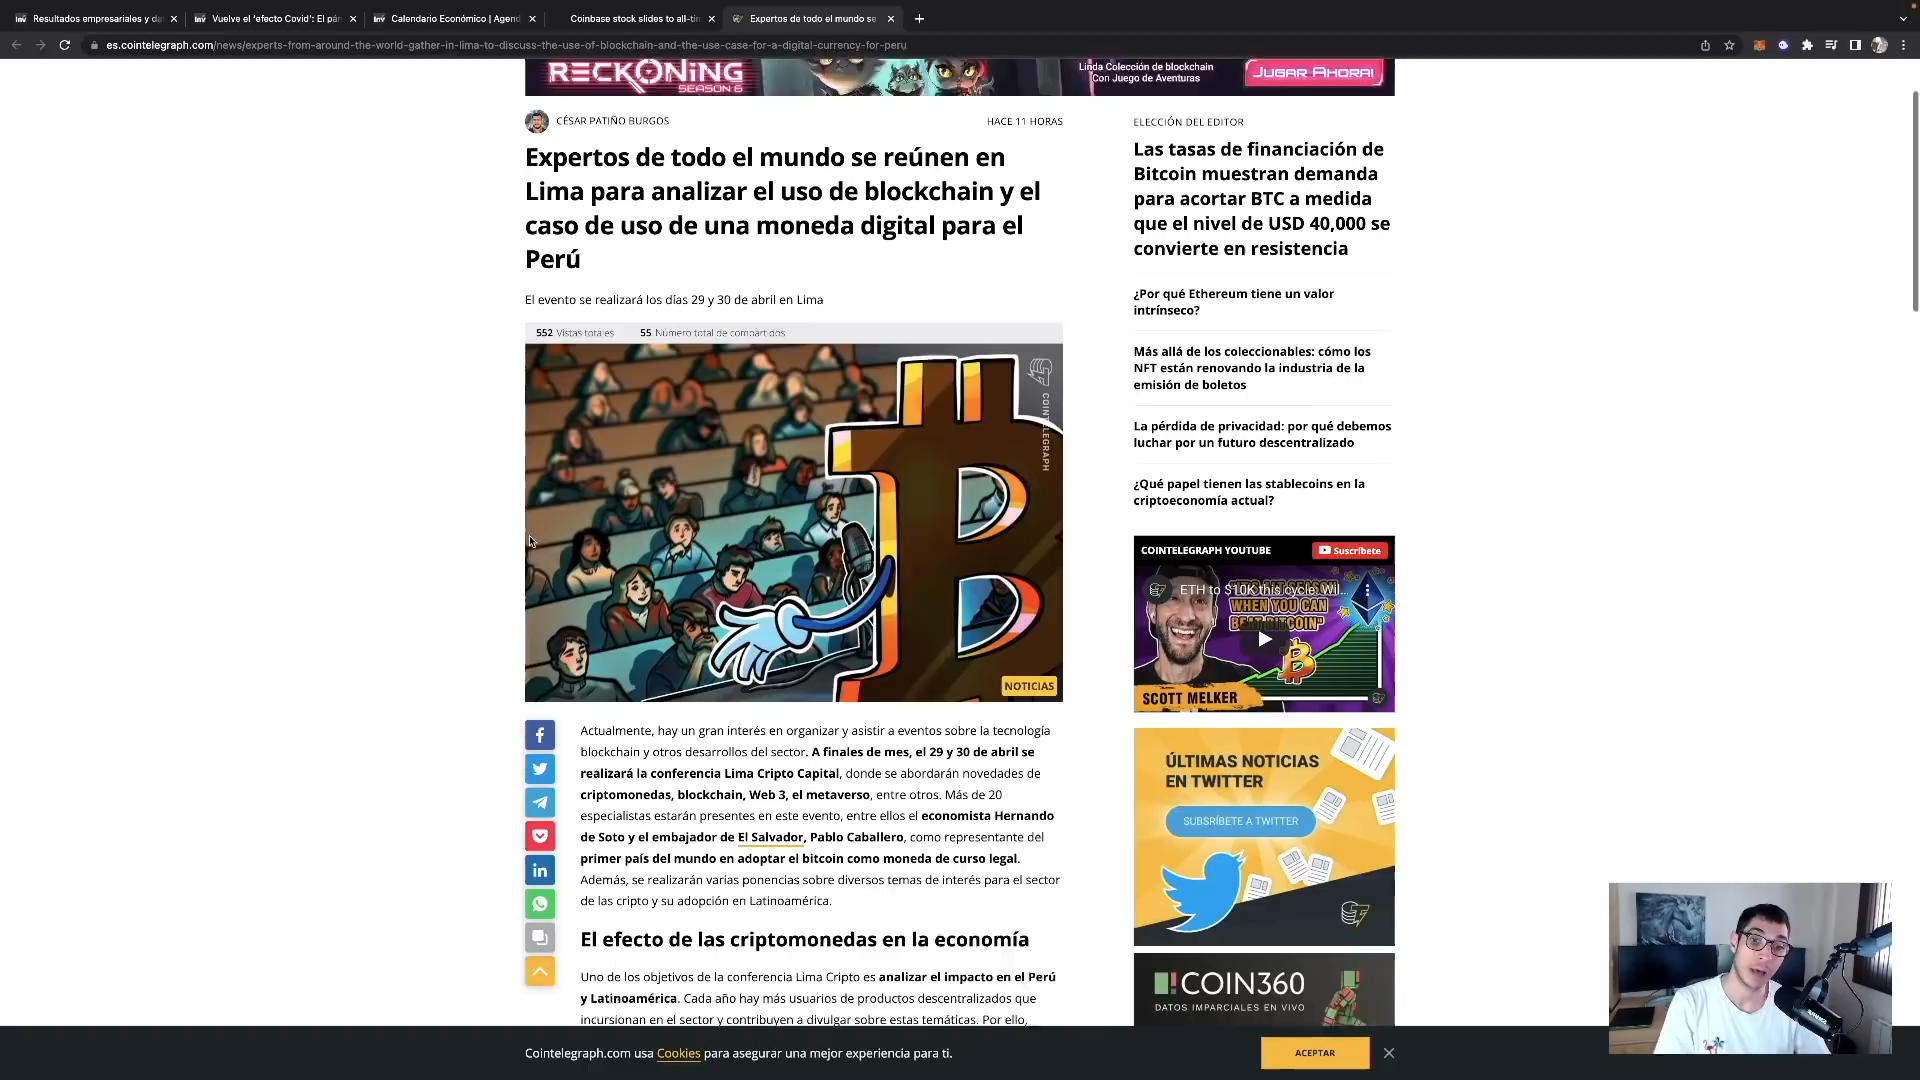 Resultados empresariales y da
Vuelve el 'efecto Covid': El pán
Calendario Económico | Agend
Coinbase stock slides to all-tin
Expertos de todo el mundo se
es.cointelegraph.com/news/experts-from-around-the-world-gather-in-lima-to-discuss-the-use-of-blockchain-and-the-use-case-for-a-digital-currency-for-peru
RECKONING
SEASON 6
Linda Colección de blockchain
Con Juego de Aventuras
JUGAR AHORA!
CÉSAR PATIÑO BURGOS
HACE 11 HORAS
Expertos de todo el mundo se reúnen en
Lima para analizar el uso de blockchain y el
caso de uso de una moneda digital para el
Perú
El evento se realizará los días 29 y 30 de abril en Lima
552 Vistas totales
55 Número total de compartidos
COINTELEGRAPH
NOTICIAS
Actualmente, hay un gran interés en organizar y asistir a eventos sobre la tecnología
blockchain y otros desarrollos del sector. A finales de mes, el 29 y 30 de abril se
realizará la conferencia Lima Cripto Capital, donde se abordarán novedades de
criptomonedas, blockchain, Web 3, el metaverso, entre otros. Más de 20
especialistas estarán presentes en este evento, entre ellos el economista Hernando
de Soto y el embajador de El Salvador, Pablo Caballero, como representante del
primer país del mundo en adoptar el bitcoin como moneda de curso legal.
Además, se realizarán varias ponencias sobre diversos temas de interés para el sector
de las cripto y su adopción en Latinoamérica.
El efecto de las criptomonedas en la economía
Uno de los objetivos de la conferencia Lima Cripto es analizar el impacto en el Perú
y Latinoamérica. Cada año hay más usuarios de productos descentralizados que
incursionan en el sector y contribuyen a divulgar sobre estas temáticas. Por ello,
ELECCIÓN DEL EDITOR
Las tasas de financiación de
Bitcoin muestran demanda
para acortar BTC a medida
que el nivel de USD 40,000 se
convierte en resistencia
¿Por qué Ethereum tiene un valor
intrínseco?
Más allá de los coleccionables: cómo los
NFT están renovando la industria de la
emisión de boletos
La pérdida de privacidad: por qué debemos
luchar por un futuro descentralizado
¿Qué papel tienen las stablecoins en la
criptoeconomía actual?
COINTELEGRAPH YOUTUBE
Suscríbete
ETH to $10K this cycle: Wil...
WHEN YOU CAN
BEAT BITCOIN"
SCOTT MELKER
ÚLTIMAS NOTICIAS
EN TWITTER
SUBSRÍBETE A TWITTER
COIN360
DATOS IMPARCIALES EN VIVO
Cointelegraph.com usa Cookies para asegurar una mejor experiencia para ti.
ACEPTAR